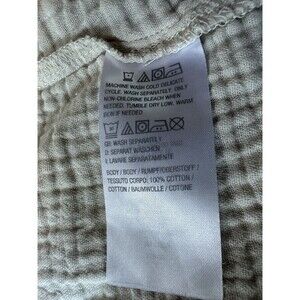 MACHINE WASH COLD DELICATE
CYCLE. WASH SEPARATELY. ONLY
NON-CHLORINE BLEACH WHEN
NEEDED. TUMBLE DRY LOW. WARM
IRON IF NEEDED
GB: WASH SEPARATELY
D: SEPARAT WASCHEN
I: LAVARE SEPARATAMENTE
BODY / BODY / RUMPF/OBERSTOFF /
TESSUTO CORPO: 100% COTTON /
COTTON / BAUMWOLLE / COTONE